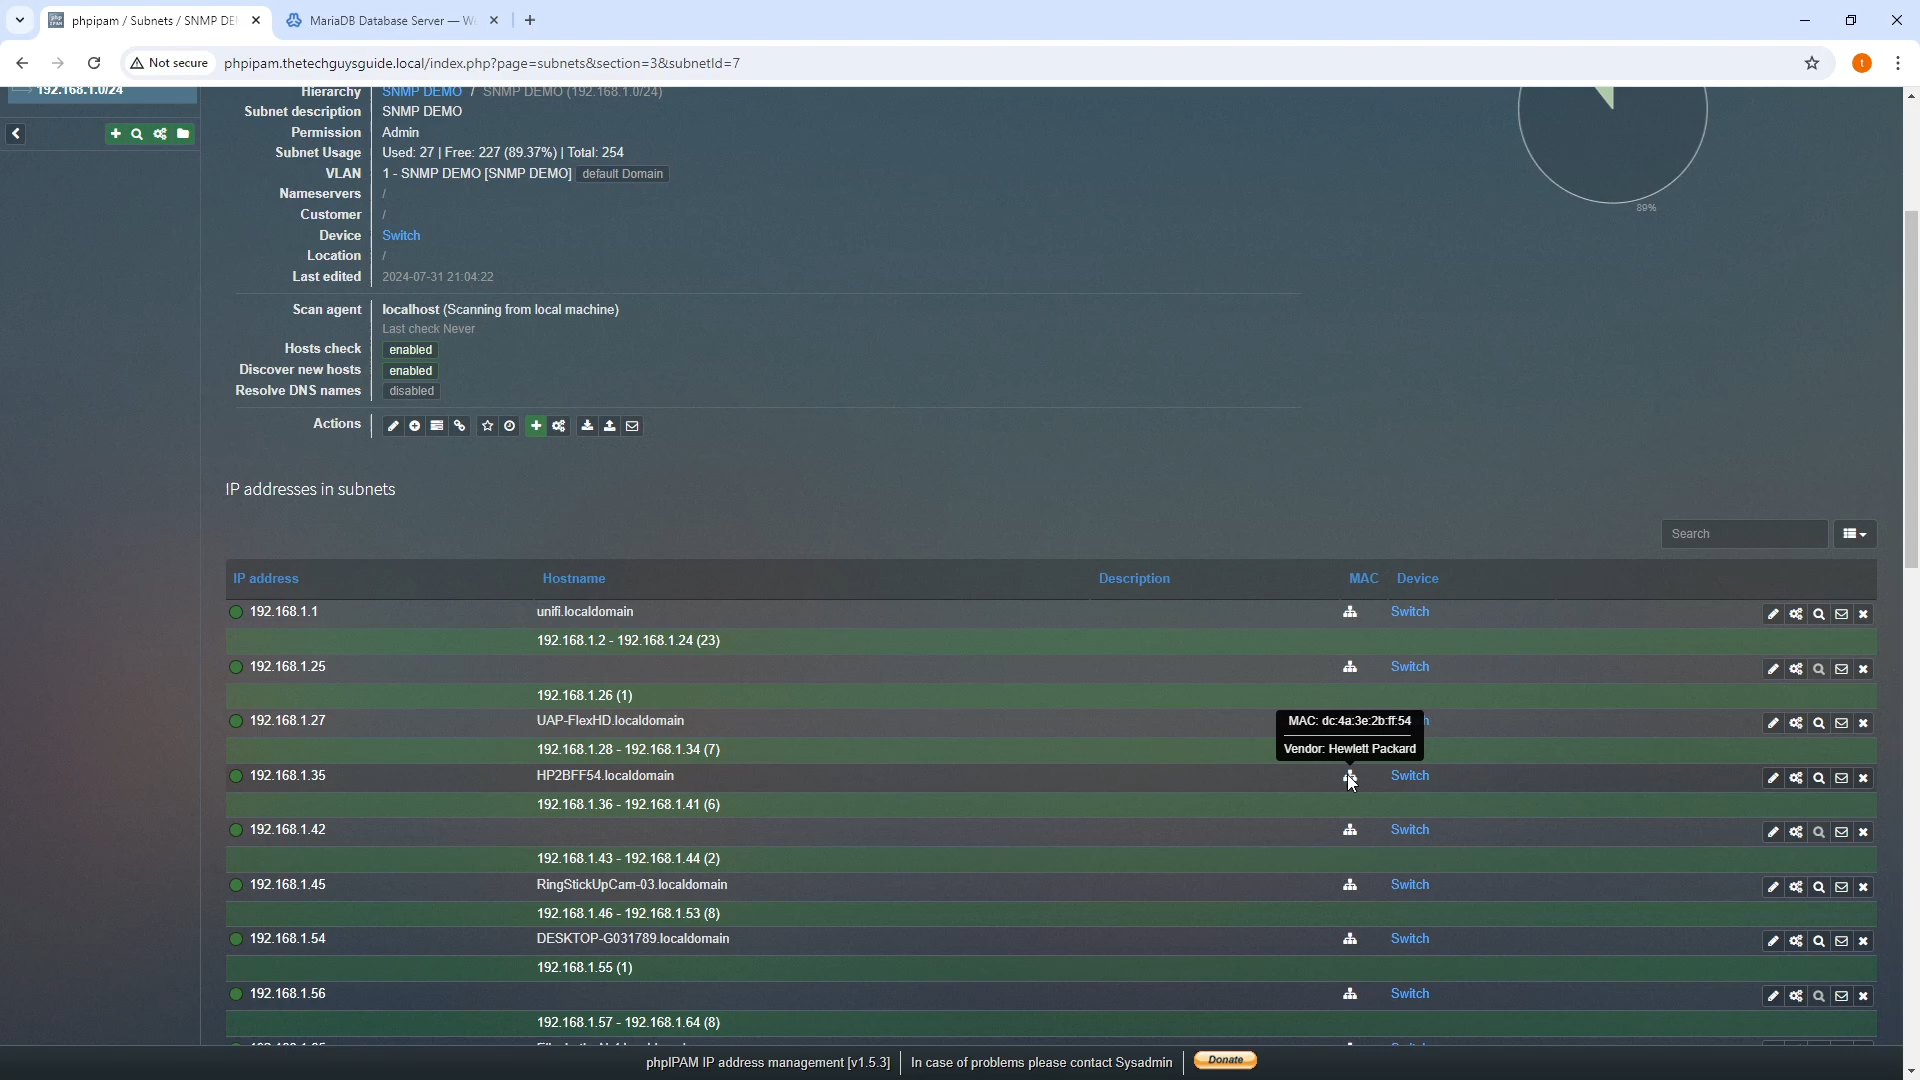 phpipam / Subnets / SNMP DE
MariaDB Database Server — W
Not secure
phpipam.thetechguysguide.local/index.php?page=subnets&section=3&subnetId=7
t
192.168.1.0/24
Hierarchy SNMP DEMO / SNMP DEMO (192.168.1.0/24)
Subnet description SNMP DEMO
Permission Admin
Subnet Usage Used: 27 | Free: 227 (89.37%) | Total: 254
VLAN 1 - SNMP DEMO [SNMP DEMO] default Domain
Nameservers /
Customer /
Device Switch
Location /
Last edited 2024-07-31 21:04:22
89%
Scan agent localhost (Scanning from local machine)
Last check Never
Hosts check enabled
Discover new hosts enabled
Resolve DNS names disabled
Actions
IP addresses in subnets
Search
IP address Hostname Description MAC Device
192.168.1.1 unifi.localdomain Switch
192.168.1.2 - 192.168.1.24 (23)
192.168.1.25 Switch
192.168.1.26 (1)
192.168.1.27 UAP-FlexHD.localdomain
MAC: dc:4a:3e:2b:ff:54
Vendor: Hewlett Packard
192.168.1.28 - 192.168.1.34 (7)
192.168.1.35 HP2BFF54.localdomain Switch
192.168.1.36 - 192.168.1.41 (6)
192.168.1.42 Switch
192.168.1.43 - 192.168.1.44 (2)
192.168.1.45 RingStickUpCam-03.localdomain Switch
192.168.1.46 - 192.168.1.53 (8)
192.168.1.54 DESKTOP-G031789.localdomain Switch
192.168.1.55 (1)
192.168.1.56 Switch
192.168.1.57 - 192.168.1.64 (8)
phpIPAM IP address management [v1.5.3] In case of problems please contact Sysadmin Donate